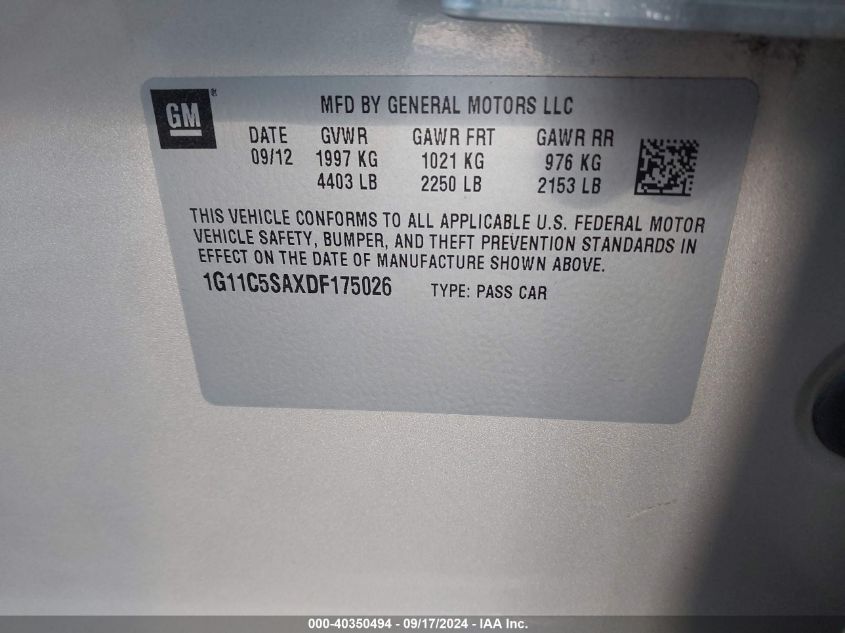 GM ®
MFD BY GENERAL MOTORS LLC
DATE GVWR GAWR FRT GAWR RR
09/12 1997 KG 1021 KG 976 KG
4403 LB 2250 LB 2153 LB
THIS VEHICLE CONFORMS TO ALL APPLICABLE U.S. FEDERAL MOTOR
VEHICLE SAFETY, BUMPER, AND THEFT PREVENTION STANDARDS IN
EFFECT ON THE DATE OF MANUFACTURE SHOWN ABOVE.
1G11C5SAXDF175026 TYPE: PASS CAR
000-40350494 - 09/17/2024 - IAA Inc.